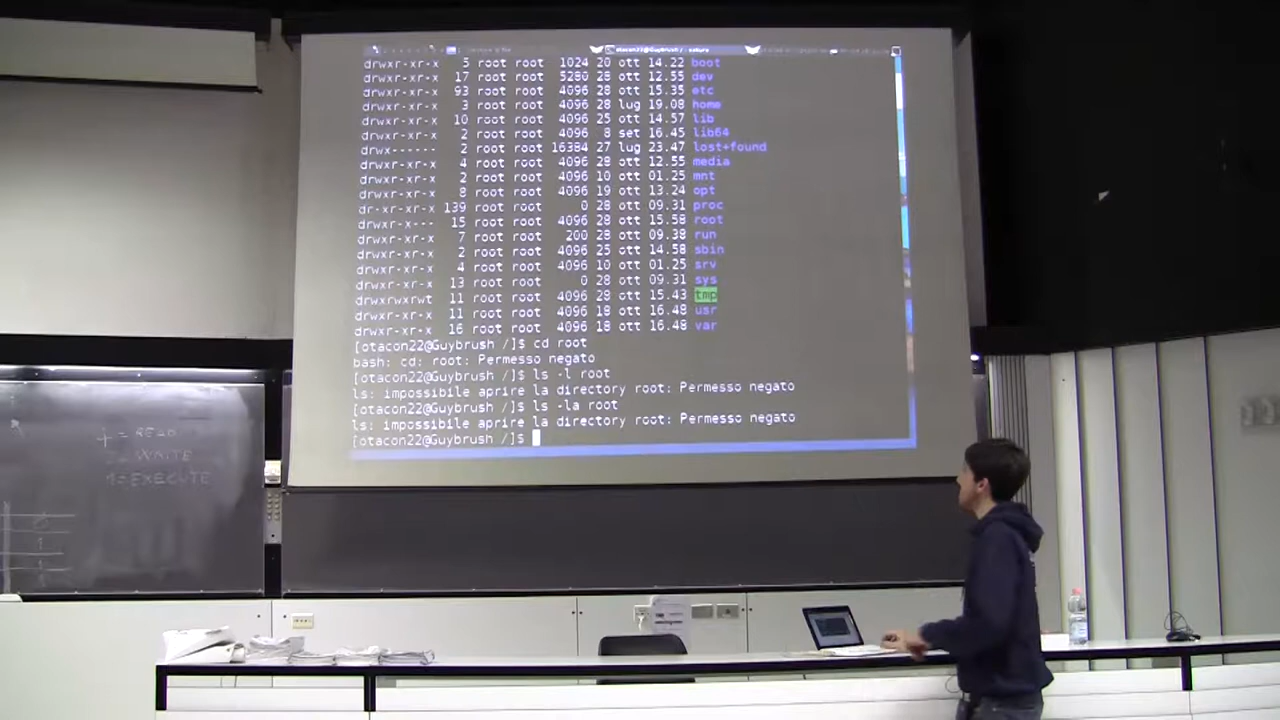 drwxr-xr-x 5 root root 1024 20 ott 14.22 boot
drwxr-xr-x 17 root root 5280 28 ott 12.55 dev
drwxr-xr-x 93 root root 4096 28 ott 15.35 etc
drwxr-xr-x 3 root root 4096 28 lug 19.08 home
drwxr-xr-x 10 root root 4096 25 ott 14.57 lib
drwxr-xr-x 2 root root 4096 8 set 16.45 lib64
drwx------ 2 root root 16384 27 lug 23.47 lost+found
drwxr-xr-x 4 root root 4096 28 ott 12.55 media
drwxr-xr-x 2 root root 4096 10 ott 01.25 mnt
drwxr-xr-x 8 root root 4096 19 ott 13.24 opt
dr-xr-xr-x 139 root root 0 28 ott 09.31 proc
drwxr-x--- 15 root root 4096 28 ott 15.58 root
drwxr-xr-x 7 root root 200 28 ott 09.38 run
drwxr-xr-x 2 root root 4096 25 ott 14.58 sbin
drwxr-xr-x 4 root root 4096 10 ott 01.25 srv
drwxr-xr-x 13 root root 0 28 ott 09.31 sys
drwxrwxrwt 11 root root 4096 28 ott 15.43 tmp
drwxr-xr-x 11 root root 4096 18 ott 16.48 usr
drwxr-xr-x 16 root root 4096 18 ott 16.48 var
[otacon22@Guybrush /]$ cd root
bash: cd: root: Permesso negato
[otacon22@Guybrush /]$ ls -l root
ls: impossibile aprire la directory root: Permesso negato
[otacon22@Guybrush /]$ ls -la root
ls: impossibile aprire la directory root: Permesso negato
[otacon22@Guybrush /]$
= READ
= WRITE
=EXECUTE